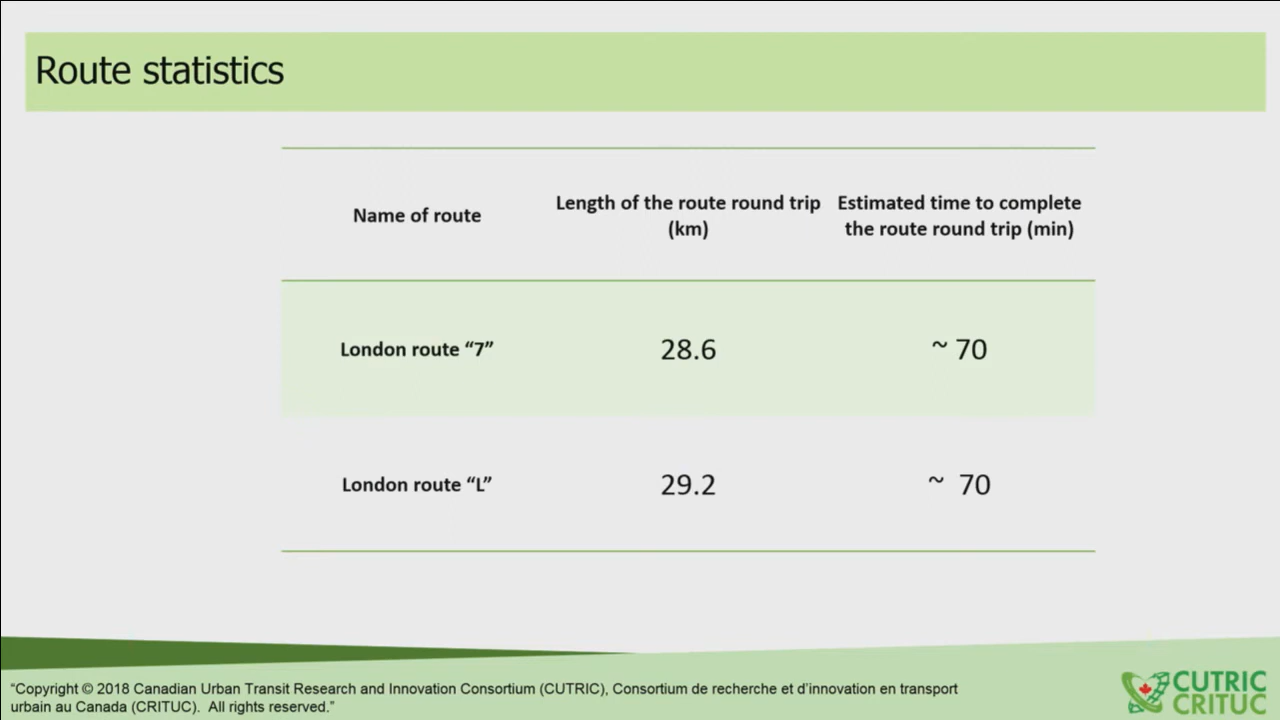 Route statistics
Name of route
Length of the route round trip
(km)
Estimated time to complete
the route round trip (min)
London route “7”
28.6
~ 70
London route “L”
29.2
~ 70
“Copyright © 2018 Canadian Urban Transit Research and Innovation Consortium (CUTRIC), Consortium de recherche et d’innovation en transport
urbain au Canada (CRITUC). All rights reserved.”
CUTRIC
CRITUC